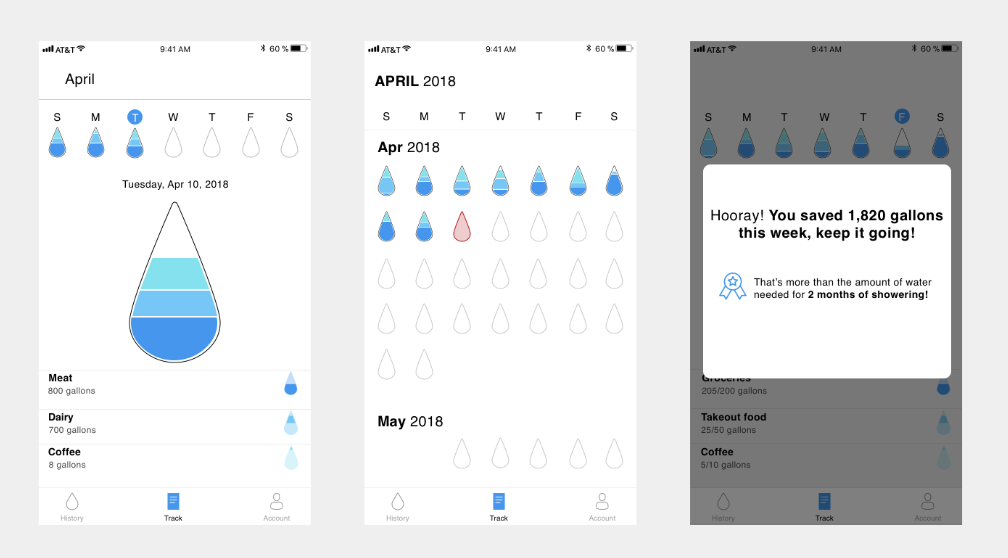 AT&T 9:41 AM 60 %
April
S M T W T F S
Tuesday, Apr 10, 2018
Meat
800 gallons
Dairy
700 gallons
Coffee
8 gallons
History Track Account
AT&T 9:41 AM 60 %
APRIL 2018
S M T W T F S
Apr 2018
May 2018
History Track Account
AT&T 9:41 AM 60 %
S M T W T F S
Hooray! You saved 1,820 gallons
this week, keep it going!
That's more than the amount of water
needed for 2 months of showering!
Groceries
205/200 gallons
Takeout food
25/50 gallons
Coffee
5/10 gallons
History Track Account